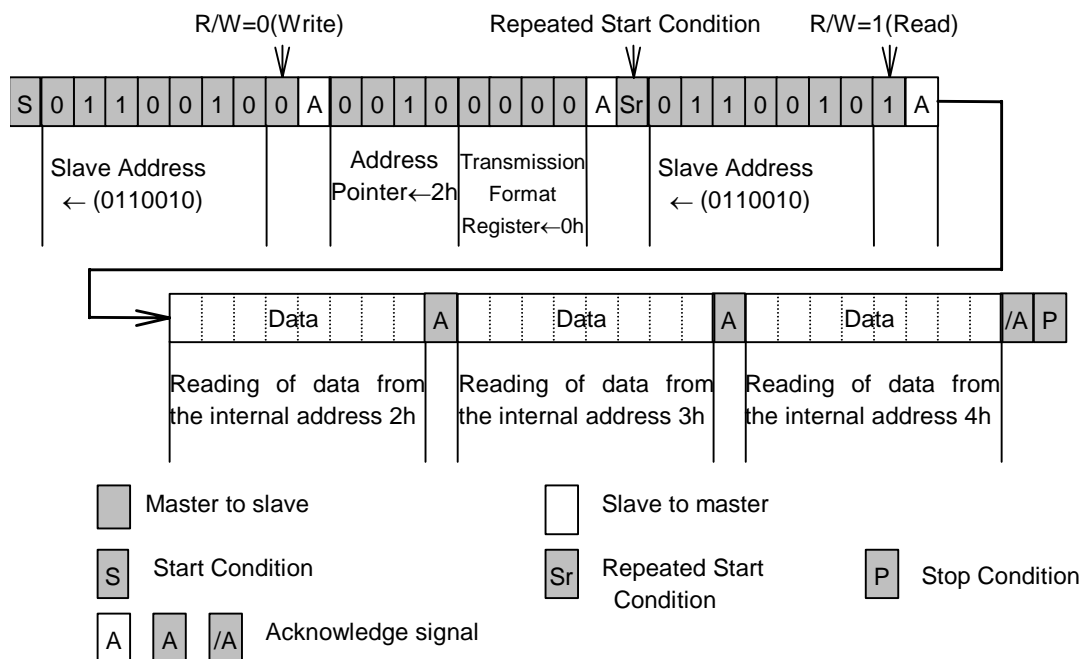 R/W=0(Write) Repeated Start Condition R/W=1(Read)
S 0 1 1 0 0 1 0 0 A 0 0 1 0 0 0 0 0 A Sr 0 1 1 0 0 1 0 1 A
Slave Address
← (0110010)
Address
Pointer←2h
Transmission
Format
Register←0h
Slave Address
← (0110010)
Data A Data A Data /A P
Reading of data from
the internal address 2h
Reading of data from
the internal address 3h
Reading of data from
the internal address 4h
Master to slave Slave to master
S Start Condition Sr Repeated Start
Condition
P Stop Condition
A A /A Acknowledge signal